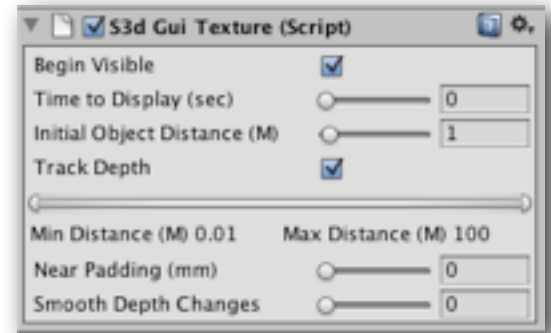 S3d Gui Texture (Script)
Begin Visible
Time to Display (sec) 0
Initial Object Distance (M) 1
Track Depth
Min Distance (M) 0.01 Max Distance (M) 100
Near Padding (mm) 0
Smooth Depth Changes 0